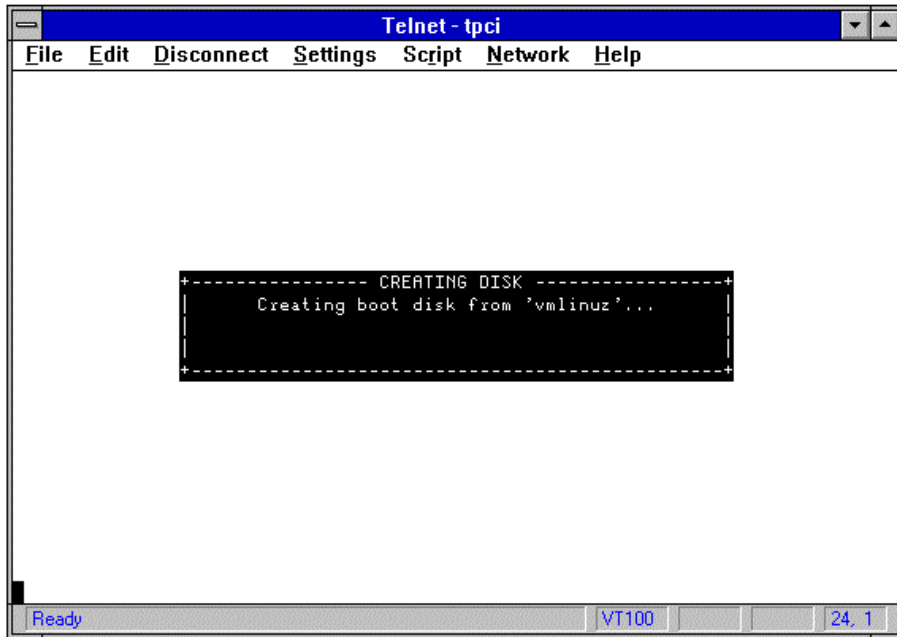 Telnet - tpci
File Edit Disconnect Settings Script Network Help
+---------------- CREATING DISK -----------------+
| Creating boot disk from 'vmlinuz'... |
| |
| |
+------------------------------------------------+
Ready VT100 24, 1